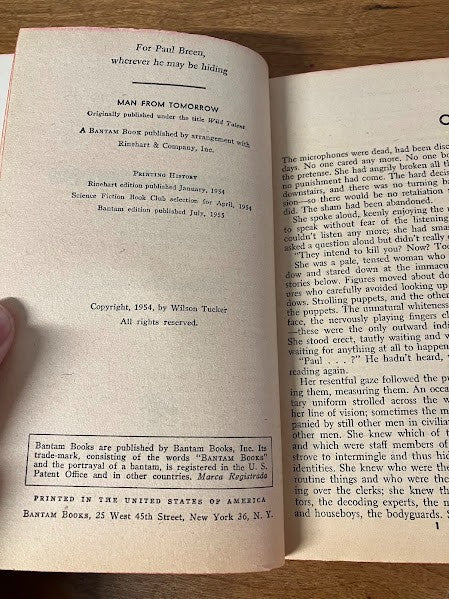 For Paul Breen,
wherever he may be hiding
MAN FROM TOMORROW
Originally published under the title Wild Talent
A BANTAM BOOK published by arrangement with
Rinehart & Company, Inc.
PRINTING HISTORY
Rinehart edition published January, 1954
Science Fiction Book Club selection for April, 1954
Bantam edition published July, 1955
Copyright, 1954, by Wilson Tucker
All rights reserved.
Bantam Books are published by Bantam Books, Inc. Its
trade-mark, consisting of the words "BANTAM BOOKS"
and the portrayal of a bantam, is registered in the U. S.
Patent Office and in other countries. Marca Registrada
PRINTED IN THE UNITED STATES OF AMERICA
BANTAM BOOKS, 25 West 45th Street, New York 36, N. Y.
The microphones were dead, had been disc
days. No one cared any more. No one bo
the pretense. She had angrily broken all th
no punishment had come. The hard decis
downstairs, and there was no turning b
sion—so there would be no retaliation
did. The sham had been abandoned.
She spoke aloud, keenly enjoying the
to speak without fear of the listening
couldn't listen any more; she had smas
asked a question aloud but didn't really
"They intend to kill you? Now? Too
She was a pale, tensed woman who
dow and stared down at the immacu
stories below. Figures moved about do
ures who carefully avoided looking up
dows. Strolling puppets, and the other
the puppets. The unnatural whiteness
face, the nervously playing fingers cl
—these were the only outward indi
She stood erect, tautly waiting and w
waiting for anything at all to happen
"Paul . . . ?" He hadn't heard,
reading again.
Her resentful gaze followed the pu
ing them, measuring them. An occa
tary uniform strolled across the w
her line of vision; sometimes the m
panied by still other men in civilian
other men. She knew which of t
and which were staff members of
strove to intermingle and thus hid
identities. She knew who were the
routine things and who were the
ing over the clerks; she knew the
tors, the decoding experts, the n
and houseboys, the bodyguards. S
1